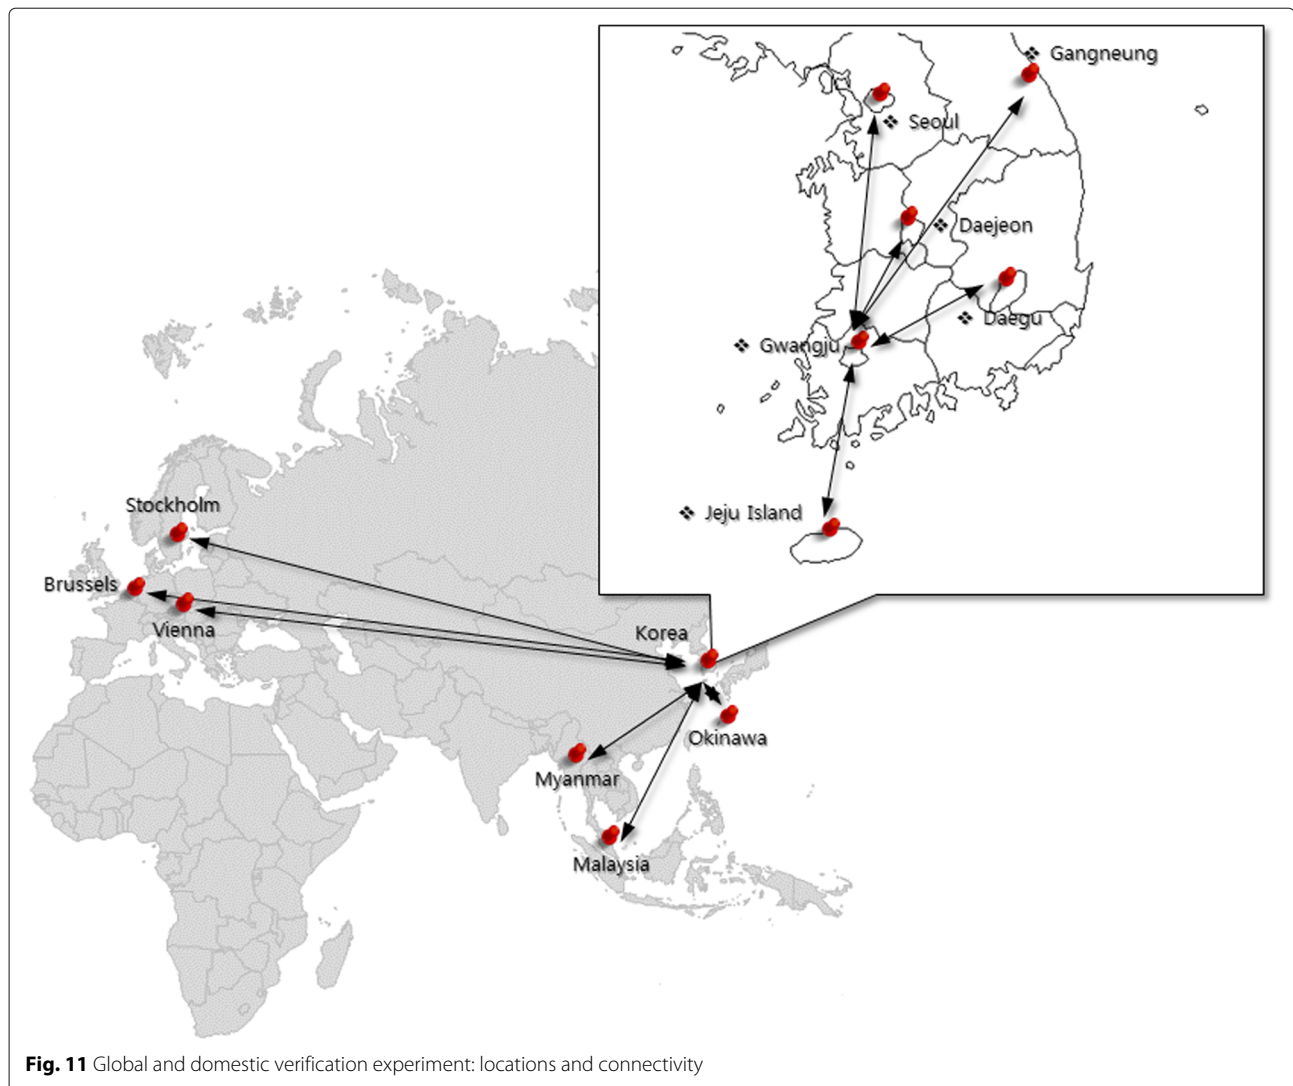 ❖ Gangneung
❖ Seoul
❖ Daejeon
❖ Daegu
❖ Gwangju
❖ Jeju Island
Stockholm
Brussels
Vienna
Korea
Okinawa
Myanmar
Malaysia
Fig. 11 Global and domestic verification experiment: locations and connectivity